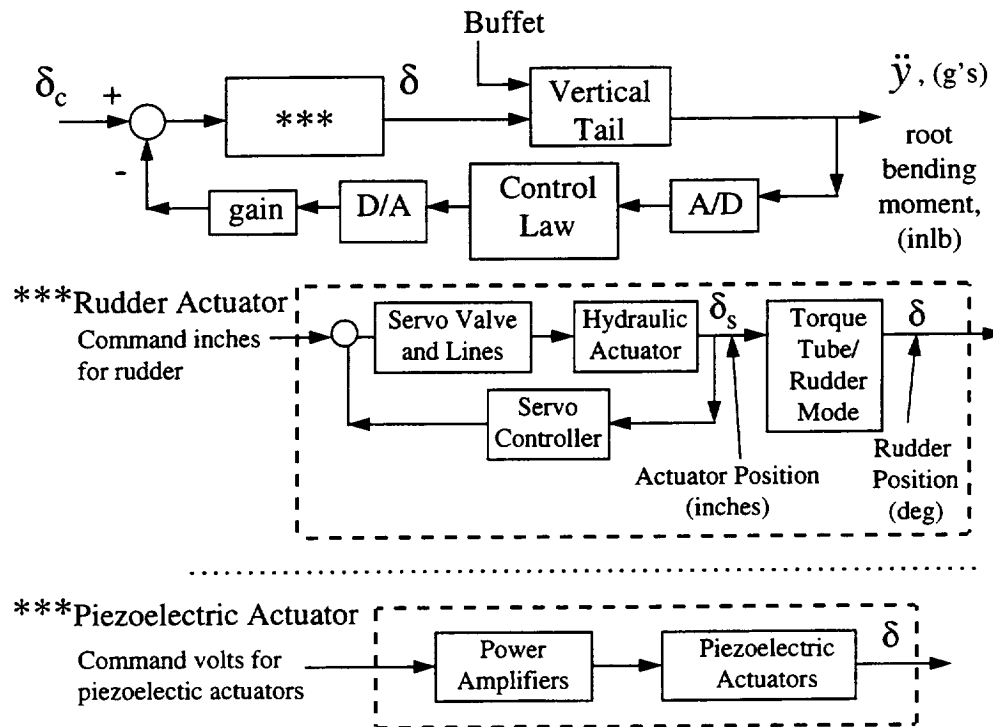 Buffet
δc
+
-
***
δ
Vertical
Tail
ÿ, (g's)
root
bending
moment,
(inlb)
gain
D/A
Control
Law
A/D
***Rudder Actuator
Command inches
for rudder
Servo Valve
and Lines
Hydraulic
Actuator
δs
Torque
Tube/
Rudder
Mode
δ
Servo
Controller
Actuator Position
(inches)
Rudder
Position
(deg)
***Piezoelectric Actuator
Command volts for
piezoelectic actuators
Power
Amplifiers
Piezoelectric
Actuators
δ